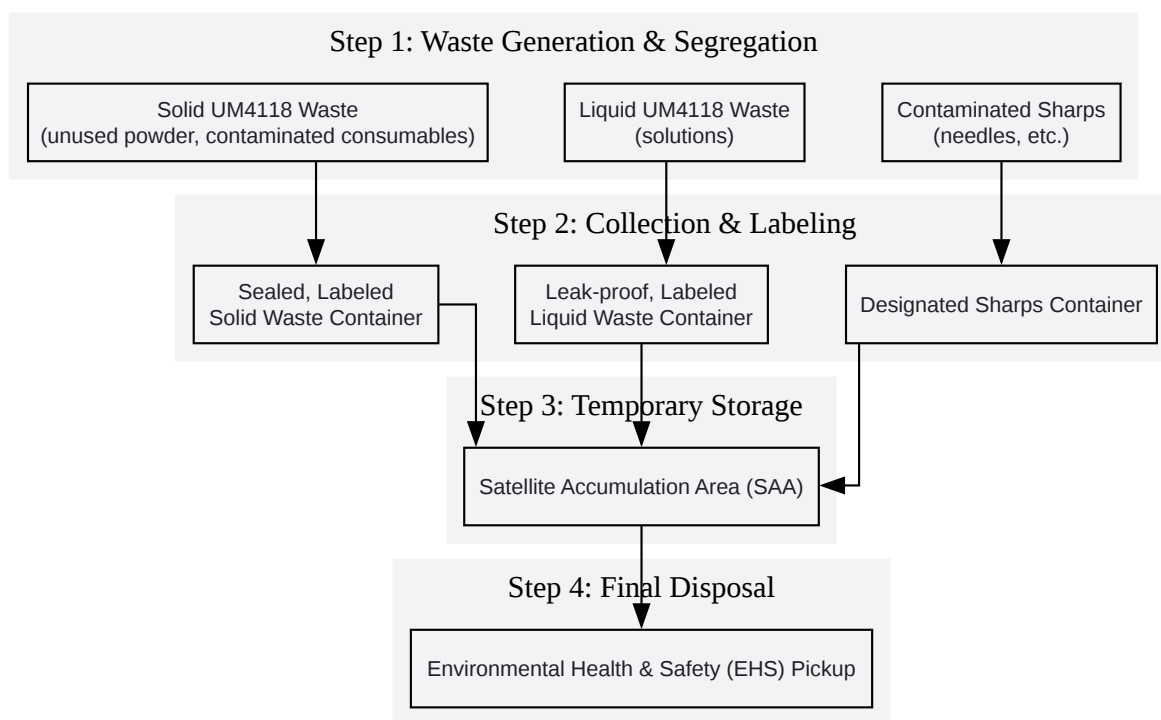 Step 1: Waste Generation & Segregation
Solid UM4118 Waste
(unused powder, contaminated consumables)
Liquid UM4118 Waste
(solutions)
Contaminated Sharps
(needles, etc.)
Step 2: Collection & Labeling
Sealed, Labeled
Solid Waste Container
Leak-proof, Labeled
Liquid Waste Container
Designated Sharps Container
Step 3: Temporary Storage
Satellite Accumulation Area (SAA)
Step 4: Final Disposal
Environmental Health & Safety (EHS) Pickup